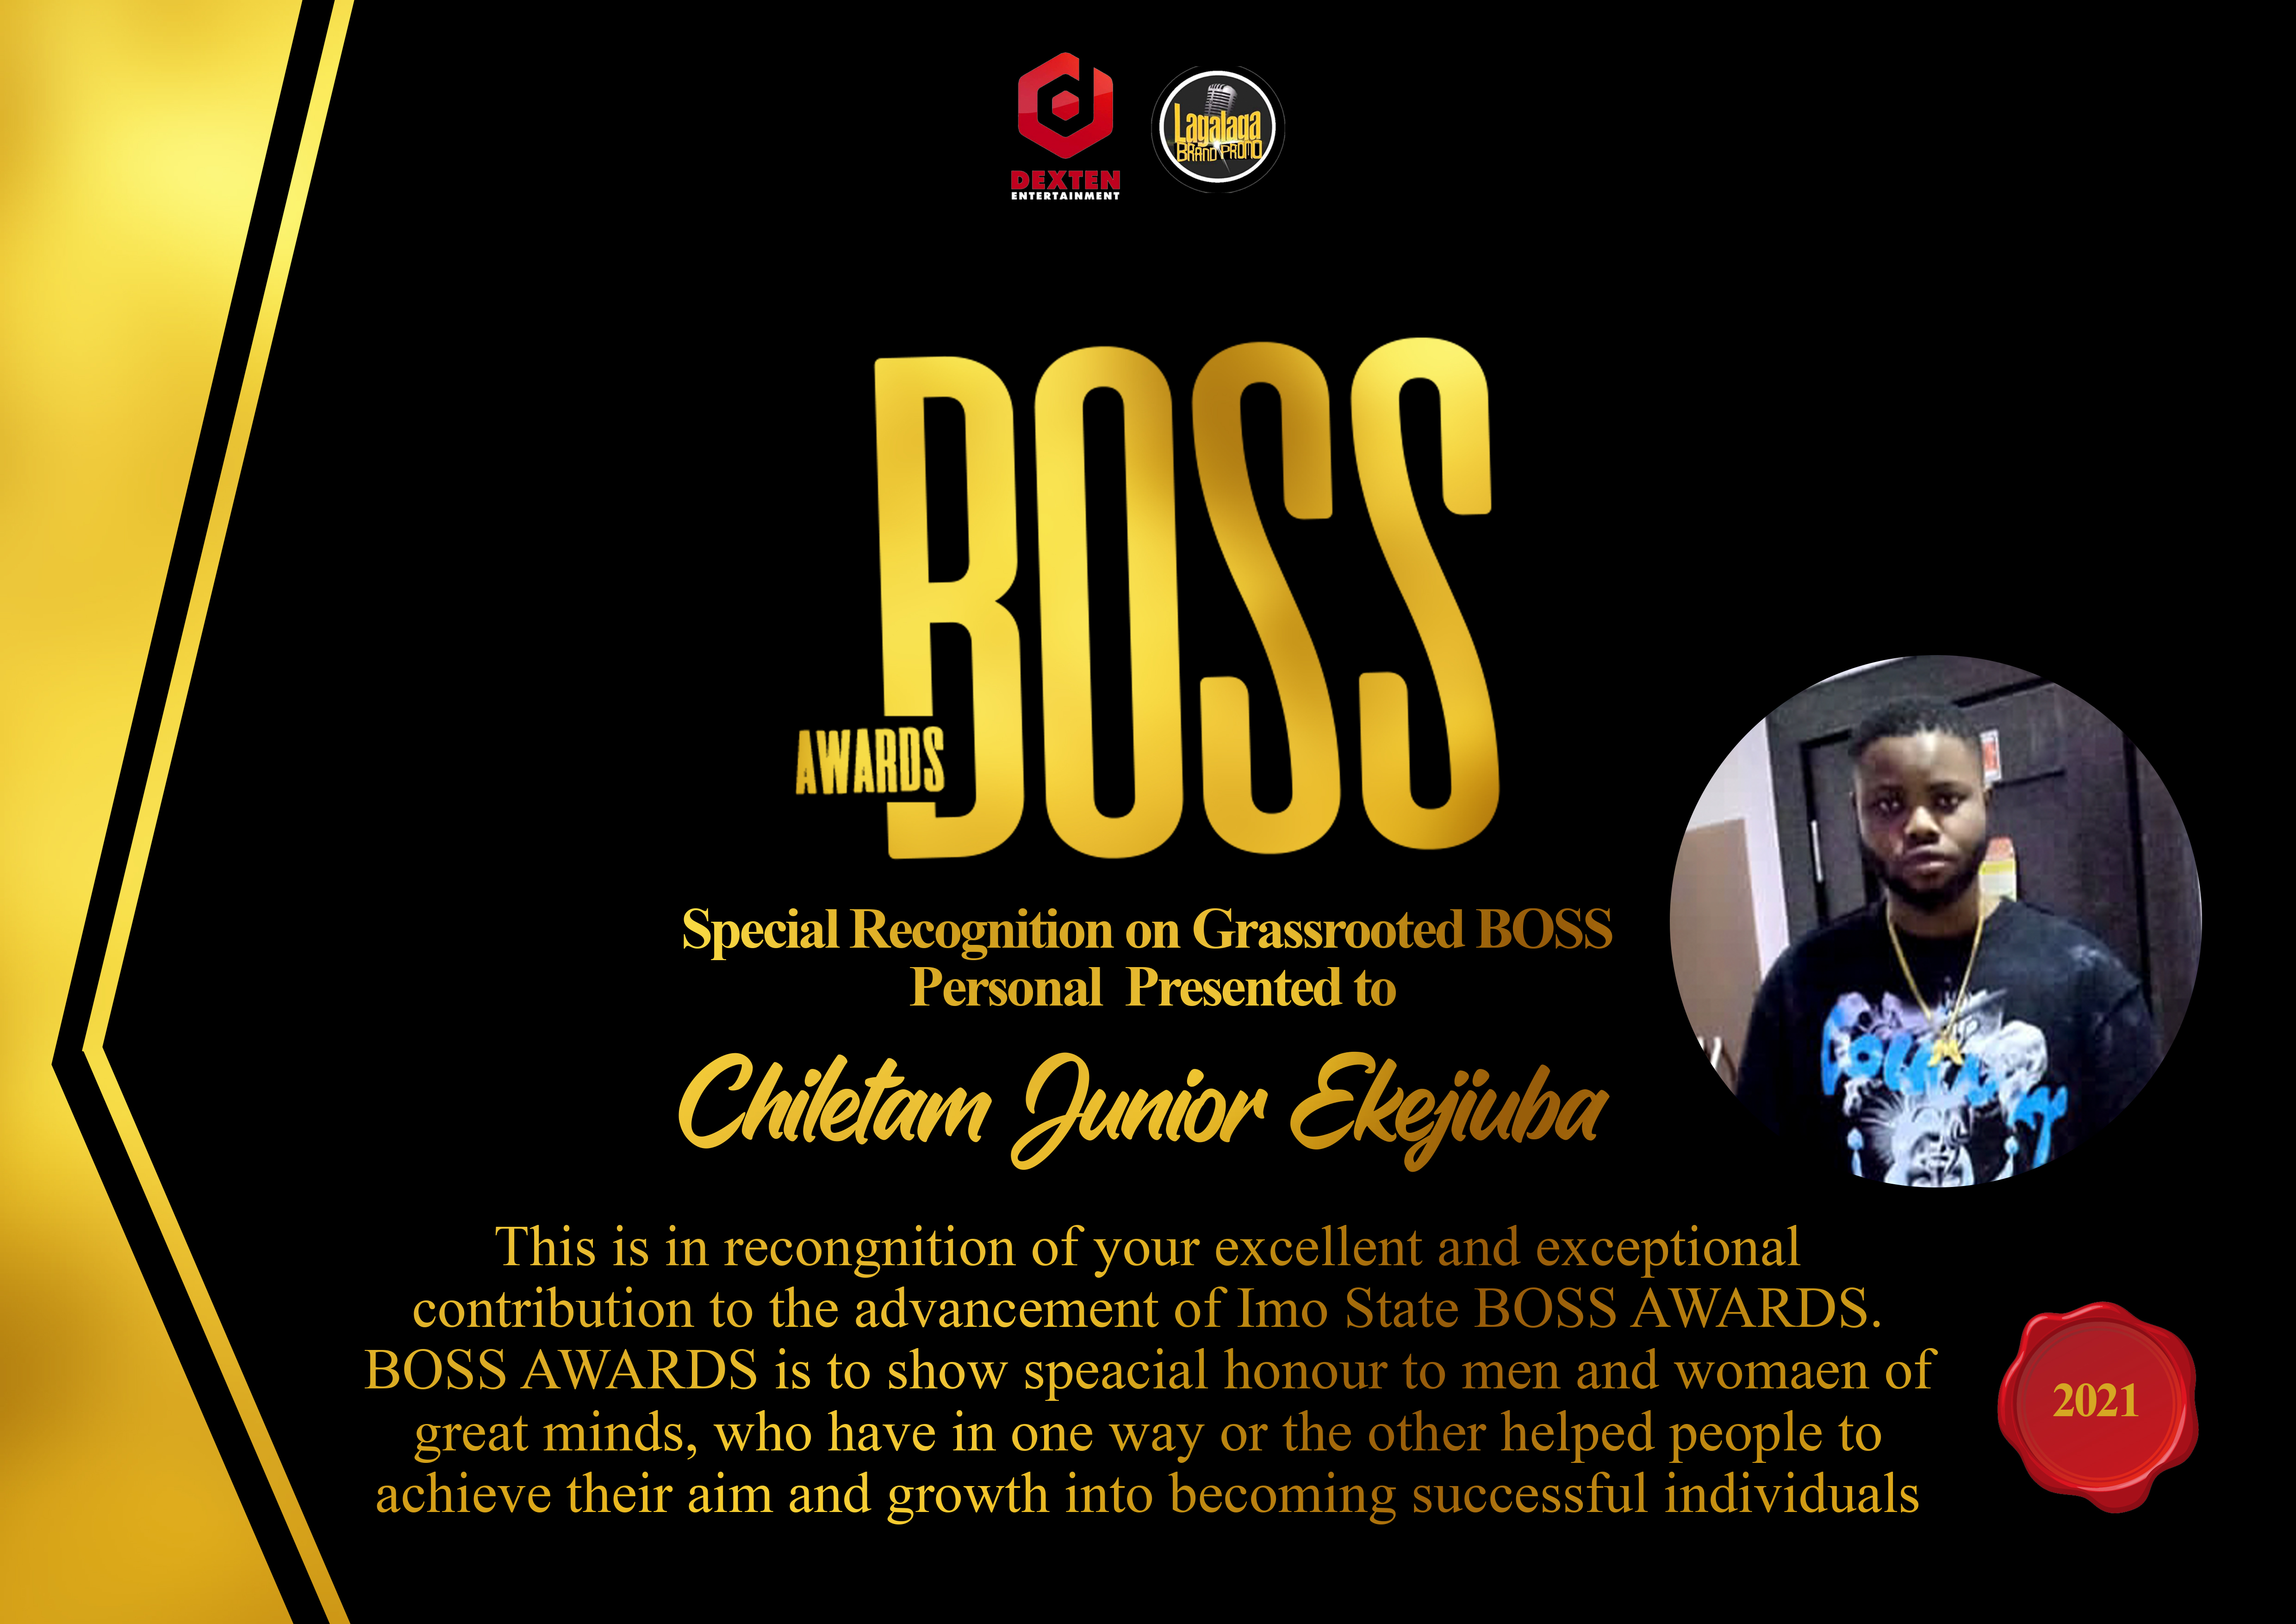 DEXTEN
ENTERTAINMENT
Lagalaga
BRAND PROMO
BOSS
AWARDS
Special Recognition on Grassrooted BOSS
Personal Presented to
Chiletam Junior Ekejiuba
This is in recongnition of your excellent and exceptional
contribution to the advancement of Imo State BOSS AWARDS.
BOSS AWARDS is to show speacial honour to men and womaen of
great minds, who have in one way or the other helped people to
achieve their aim and growth into becoming successful individuals
2021